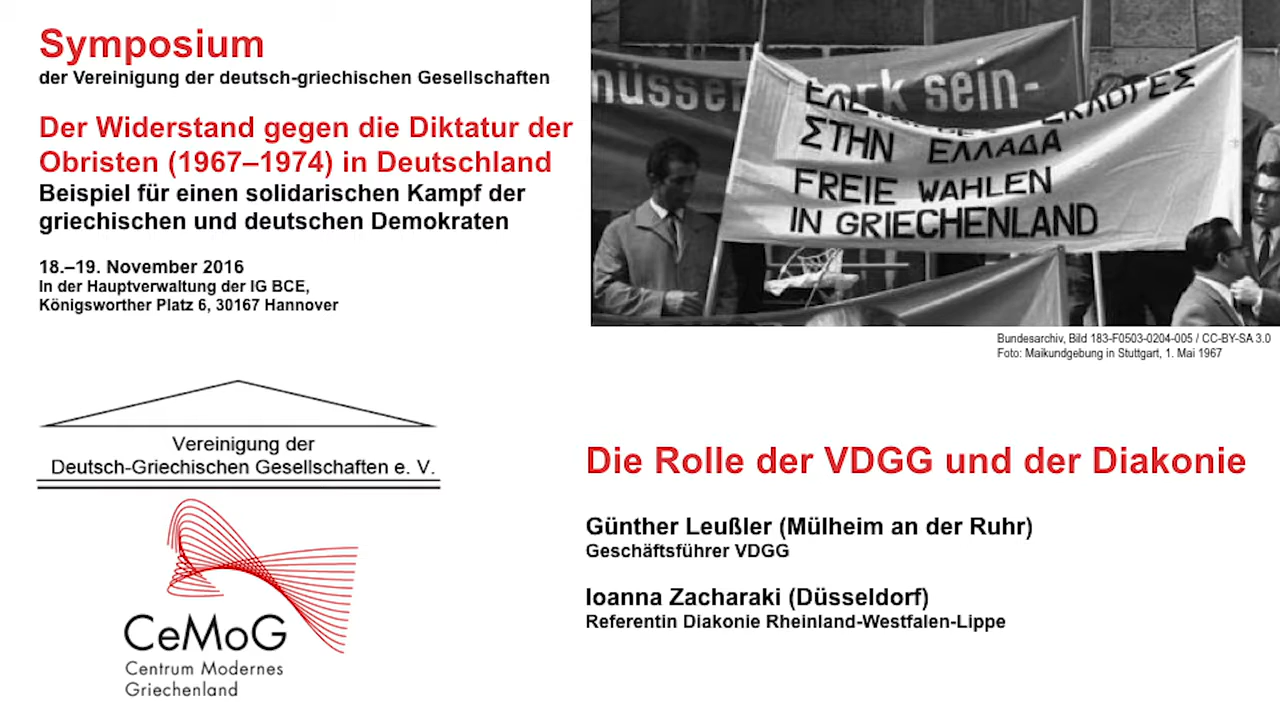 Symposium
der Vereinigung der deutsch-griechischen Gesellschaften
Der Widerstand gegen die Diktatur der
Obristen (1967–1974) in Deutschland
Beispiel für einen solidarischen Kampf der
griechischen und deutschen Demokraten
18.–19. November 2016
In der Hauptverwaltung der IG BCE,
Königsworther Platz 6, 30167 Hannover
sein-
ΣΤΗΝ ΕΛΛΑΔΑ
FREIE WAHLEN
IN GRIECHENLAND
Bundesarchiv, Bild 183-F0503-0204-005 / CC-BY-SA 3.0
Foto: Maikundgebung in Stuttgart, 1. Mai 1967
Vereinigung der
Deutsch-Griechischen Gesellschaften e. V.
CeMoG
Centrum Modernes
Griechenland
Die Rolle der VDGG und der Diakonie
Günther Leußler (Mülheim an der Ruhr)
Geschäftsführer VDGG
Ioanna Zacharaki (Düsseldorf)
Referentin Diakonie Rheinland-Westfalen-Lippe